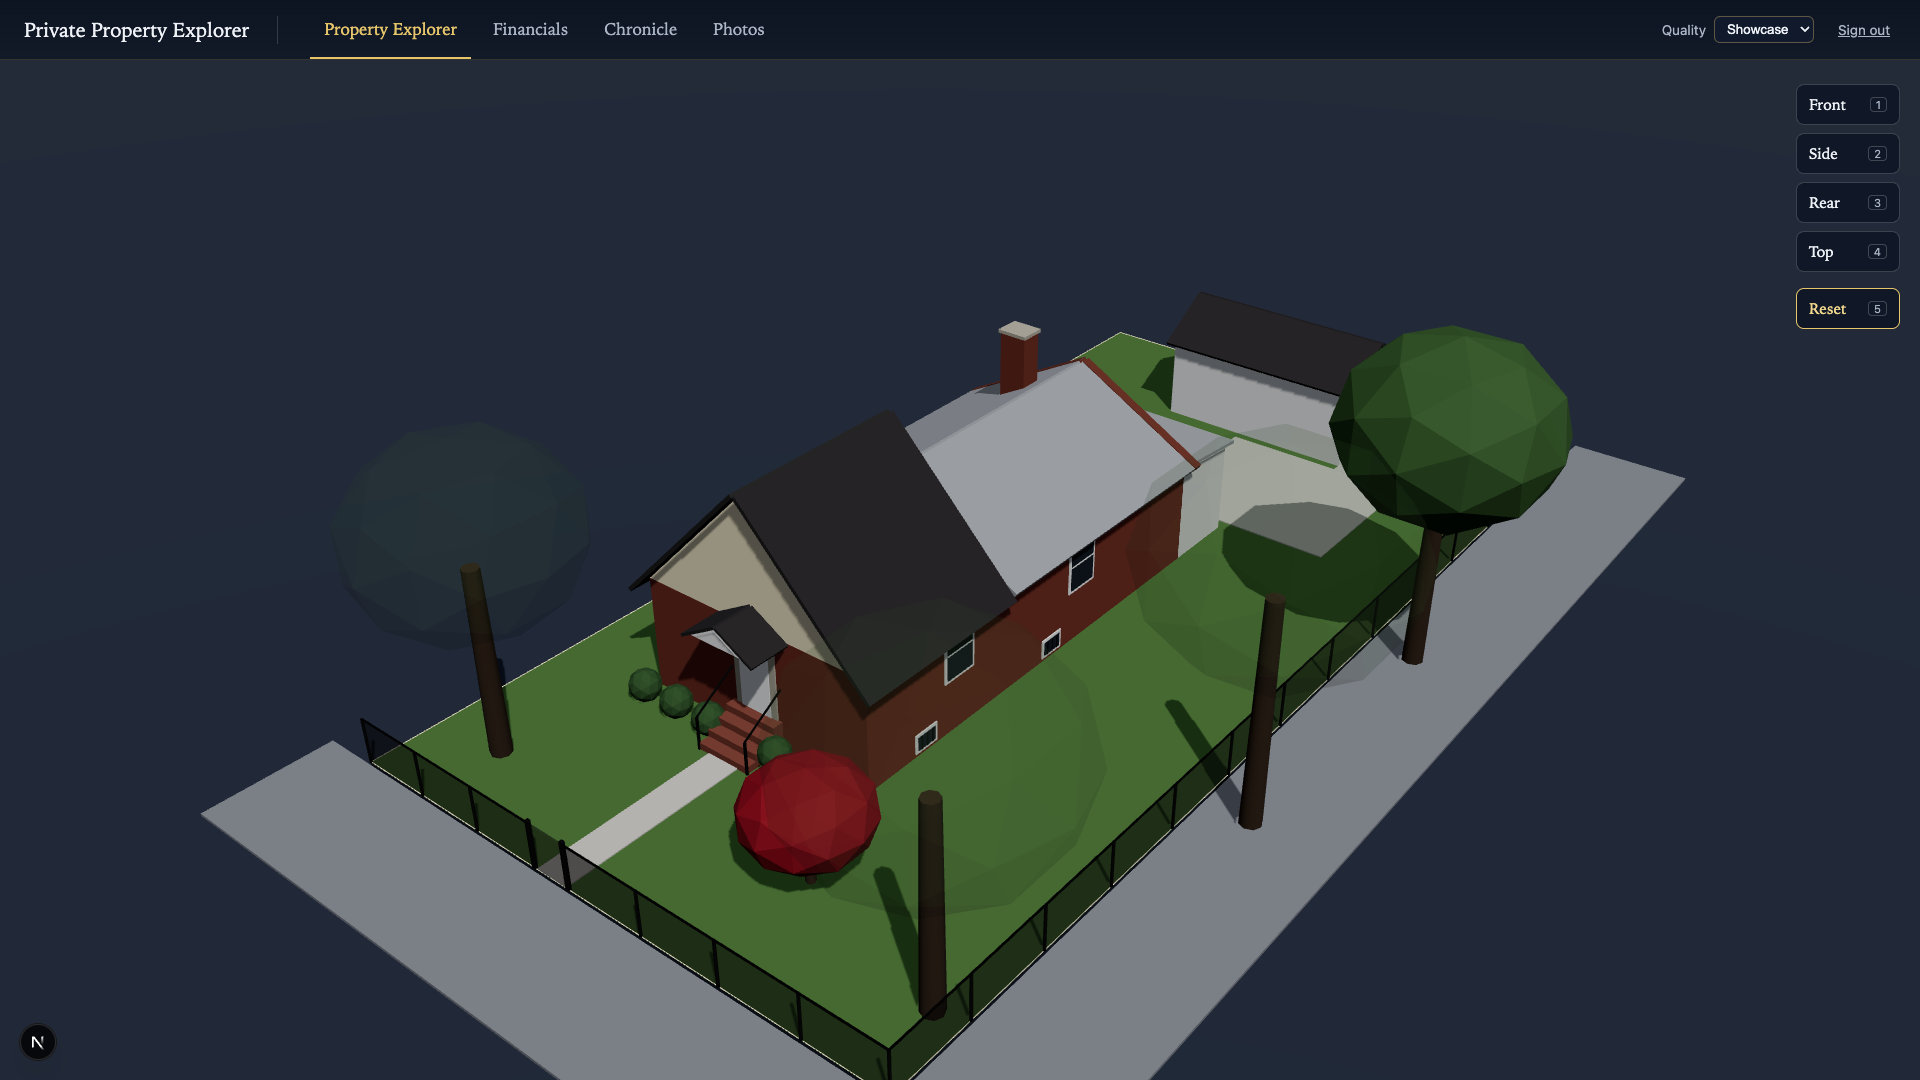 Private Property Explorer
Property Explorer
Financials
Chronicle
Photos
Quality
Showcase
Sign out
Front 1
Side 2
Rear 3
Top 4
Reset 5
N